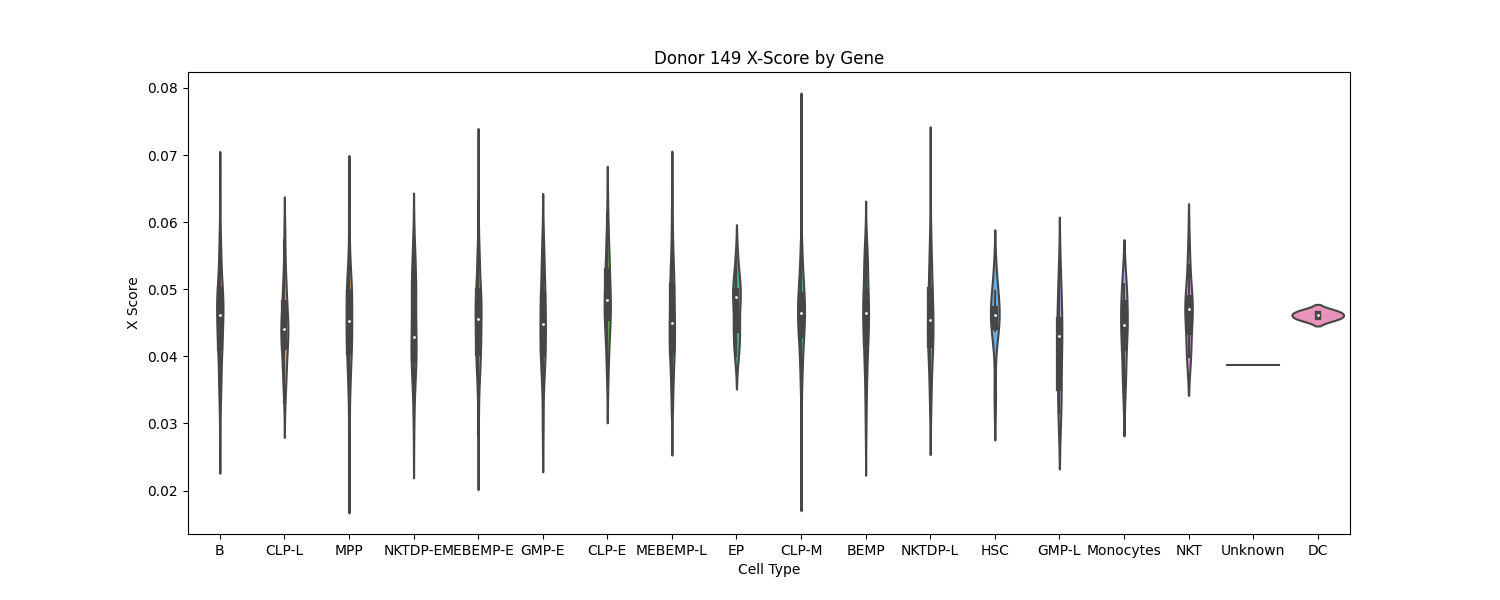 Donor 149 X-Score by Gene
0.08
0.07
0.06
0.05
0.04
0.03
0.02
X Score
B CLP-L MPP NKTDP-E MEBEMP-E GMP-E CLP-E MEBEMP-L EP CLP-M BEMP NKTDP-L HSC GMP-L Monocytes NKT Unknown DC
Cell Type